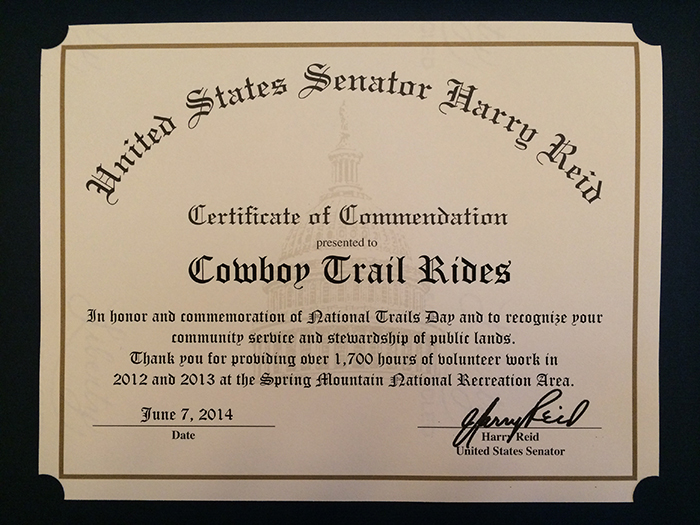 United States Senator Harry Reid
Certificate of Commendation
presented to
Cowboy Trail Rides
In honor and commemoration of National Trails Day and to recognize your
community service and stewardship of public lands.
Thank you for providing over 1,700 hours of volunteer work in
2012 and 2013 at the Spring Mountain National Recreation Area.
June 7, 2014
Date
Harry Reid
Harry Reid
United States Senator